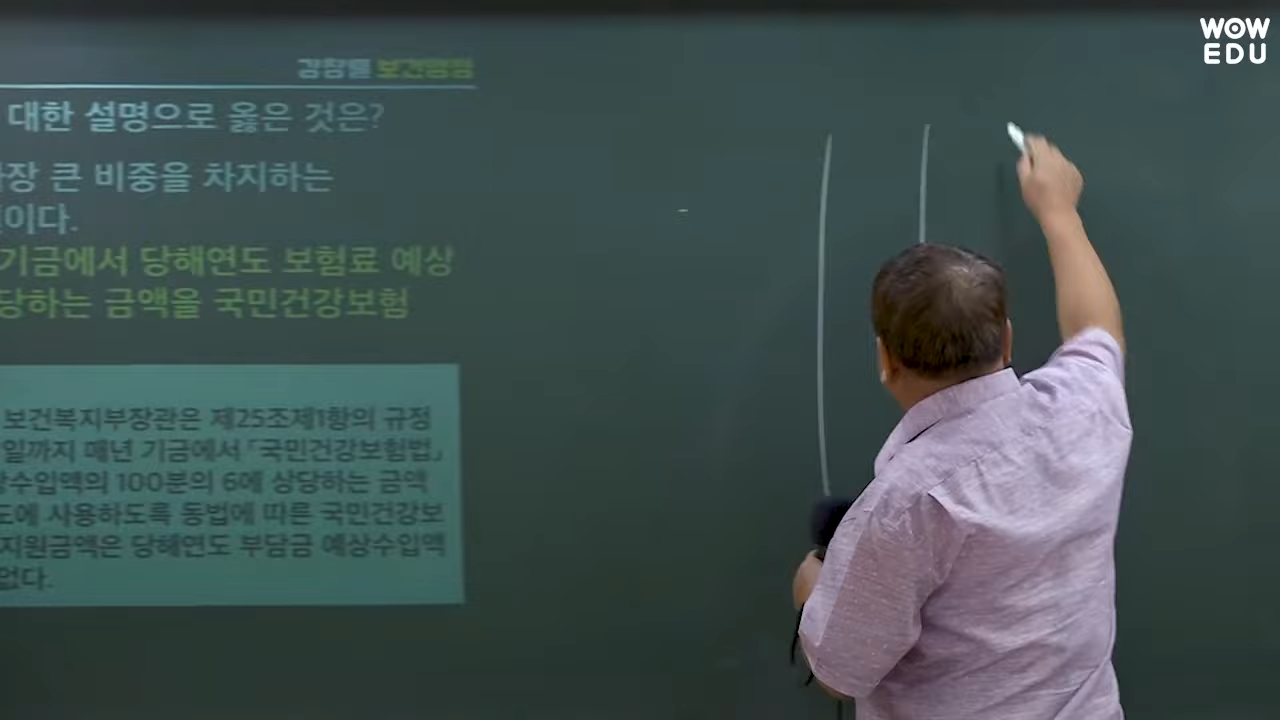 WOW
EDU
보건행정
대한 설명으로 옳은 것은?
큰 비중을 차지하는
이다.
기금에서 당해연도 보험료 예상
당하는 금액을 국민건강보험
보건복지부장관은 제25조제1항의 규정
일까지 매년 기금에서 「국민건강보험법」
상수입액의 100분의 6에 상당하는 금액
도에 사용하도록 동법에 따른 국민건강보
지원금액은 당해연도 부담금 예상수입액
없다.